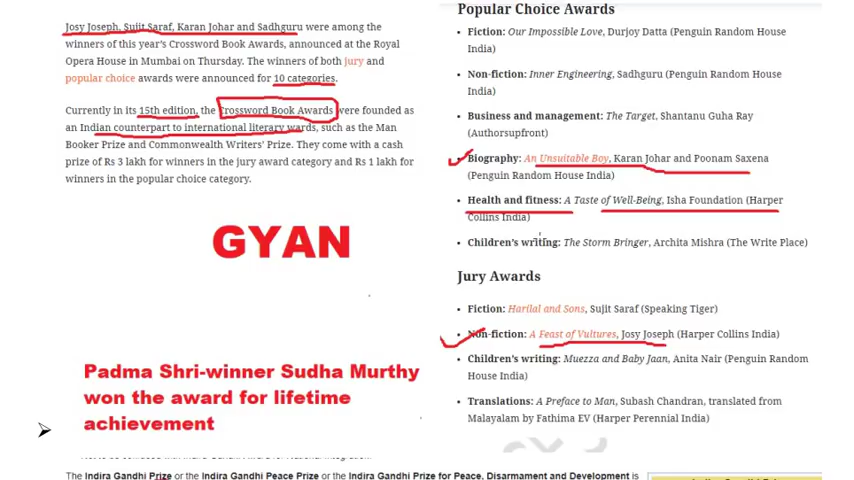 Josy Joseph, Sujit Saraf, Karan Johar and Sadhguru were among the
winners of this year's Crossword Book Awards, announced at the Royal
Opera House in Mumbai on Thursday. The winners of both jury and
popular choice awards were announced for 10 categories.
Currently in its 15th edition, the Crossword Book Awards were founded as
an Indian counterpart to international literary wards, such as the Man
Booker Prize and Commonwealth Writers' Prize. They come with a cash
prize of Rs 3 lakh for winners in the jury award category and Rs 1 lakh for
winners in the popular choice category.
GYAN
Padma Shri-winner Sudha Murthy
won the award for lifetime
achievement
Popular Choice Awards
• Fiction: Our Impossible Love, Durjoy Datta (Penguin Random House
India)
• Non-fiction: Inner Engineering, Sadhguru (Penguin Random House
India)
• Business and management: The Target, Shantanu Guha Ray
(Authorsupfront)
• Biography: An Unsuitable Boy, Karan Johar and Poonam Saxena
(Penguin Random House India)
• Health and fitness: A Taste of Well-Being, Isha Foundation (Harper
Collins India)
• Children's writing: The Storm Bringer, Archita Mishra (The Write Place)
Jury Awards
• Fiction: Harilal and Sons, Sujit Saraf (Speaking Tiger)
• Non-fiction: A Feast of Vultures, Josy Joseph (Harper Collins India)
• Children's writing: Muezza and Baby Jaan, Anita Nair (Penguin Random
House India)
• Translations: A Preface to Man, Subash Chandran, translated from
Malayalam by Fathima EV (Harper Perennial India)
The Indira Gandhi Prize or the Indira Gandhi Peace Prize or the Indira Gandhi Prize for Peace, Disarmament and Development is